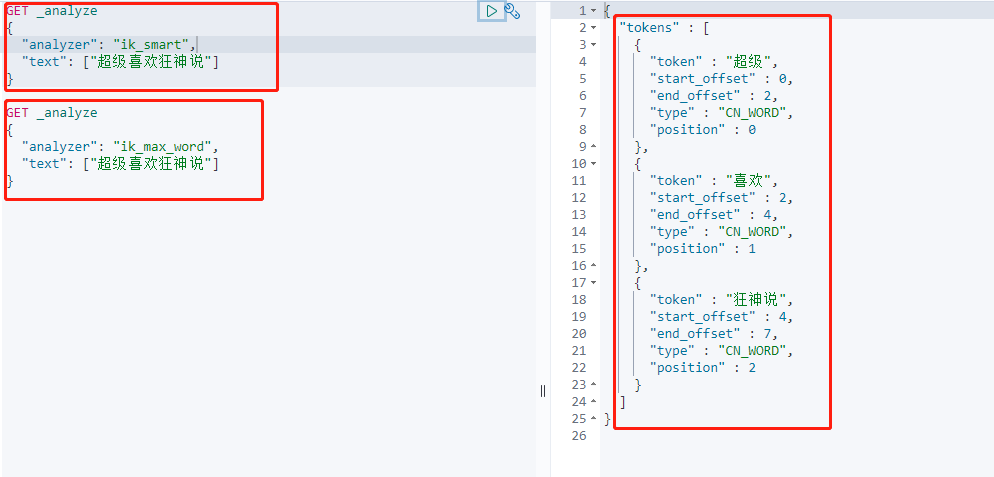 GET _analyze
{
  "analyzer": "ik_smart",
  "text": ["超级喜欢狂神说"]
}
GET _analyze
{
  "analyzer": "ik_max_word",
  "text": ["超级喜欢狂神说"]
}
1 {
2   "tokens" : [
3     {
4       "token" : "超级",
5       "start_offset" : 0,
6       "end_offset" : 2,
7       "type" : "CN_WORD",
8       "position" : 0
9     },
10     {
11       "token" : "喜欢",
12       "start_offset" : 2,
13       "end_offset" : 4,
14       "type" : "CN_WORD",
15       "position" : 1
16     },
17     {
18       "token" : "狂神说",
19       "start_offset" : 4,
20       "end_offset" : 7,
21       "type" : "CN_WORD",
22       "position" : 2
23     }
24   ]
25 }
26